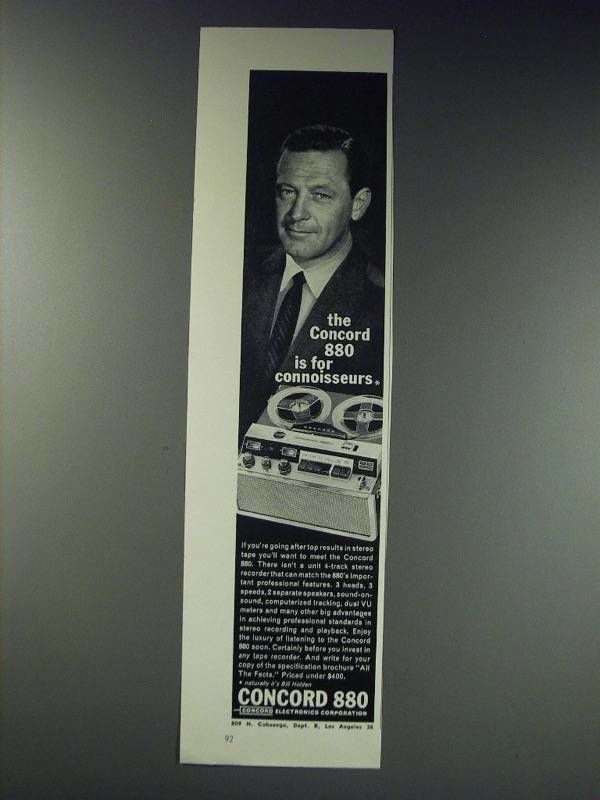 the
Concord
880
is for
connoisseurs*
CONCORD
If you're going after top results in stereo
tape you'll want to meet the Concord
880. There isn't a unit 4-track stereo
recorder that can match the 880's impor-
tant professional features. 3 heads, 3
speeds, 2 separate speakers, sound-on-
sound, computerized tracking, dual VU
meters and many other big advantages
in achieving professional standards in
stereo recording and playback. Enjoy
the luxury of listening to the Concord
880 soon. Certainly before you invest in
any tape recorder. And write for your
copy of the specification brochure "All
The Facts." Priced under $400.
* naturally it's Bill Holden
CONCORD 880
CONCORD ELECTRONICS CORPORATION
809 N. Cahuenga, Dept. R, Los Angeles 38
92